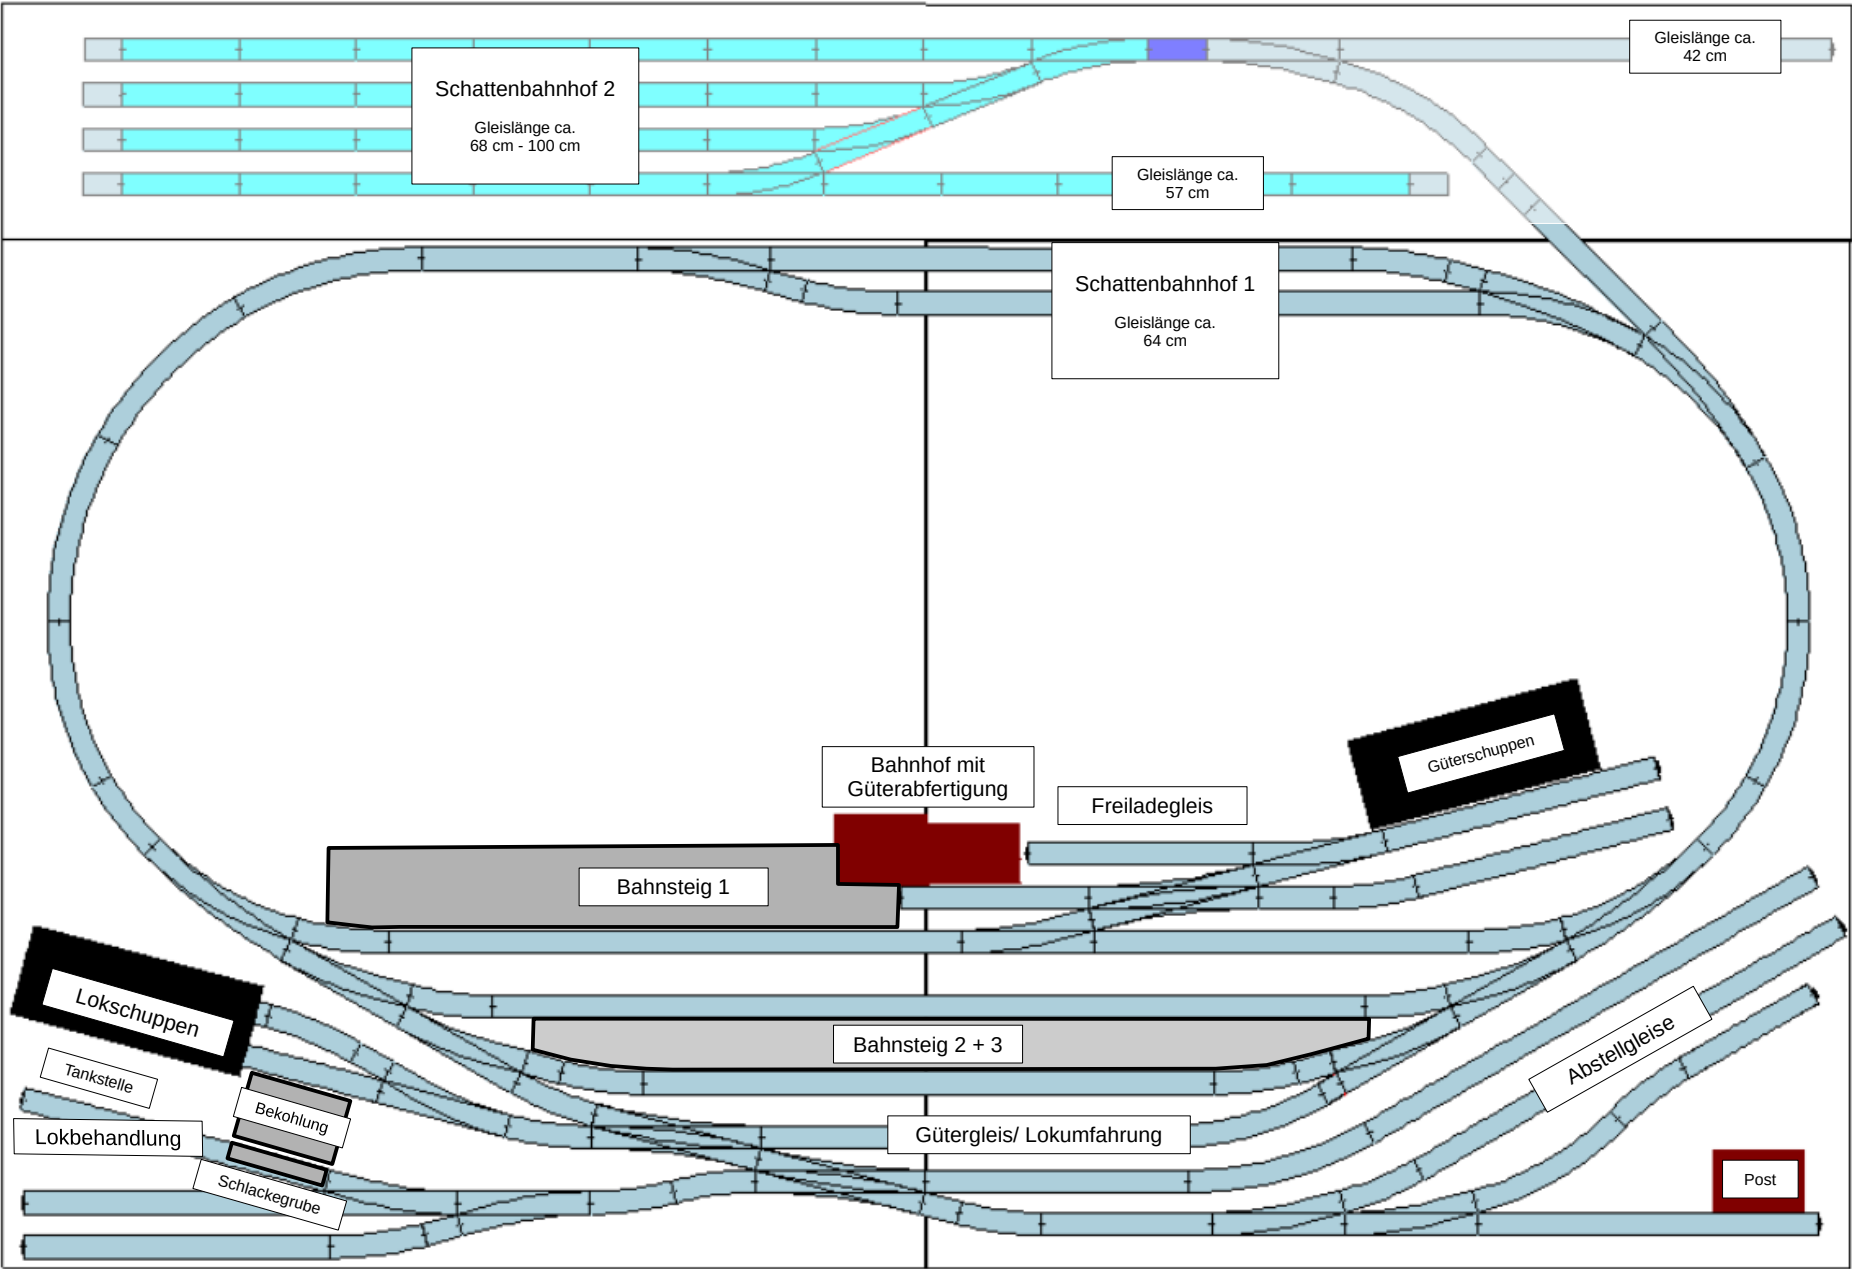 Gleislänge ca.
42 cm
Schattenbahnhof 2
Gleislänge ca.
68 cm - 100 cm
Gleislänge ca.
57 cm
Schattenbahnhof 1
Gleislänge ca.
64 cm
Güterschuppen
Bahnhof mit
Güterabfertigung
Freiladegleis
Bahnsteig 1
Lokschuppen
Bahnsteig 2 + 3
Abstellgleise
Tankstelle
Bekohlung
Lokbehandlung
Gütergleis/ Lokumfahrung
Schlackegrube
Post